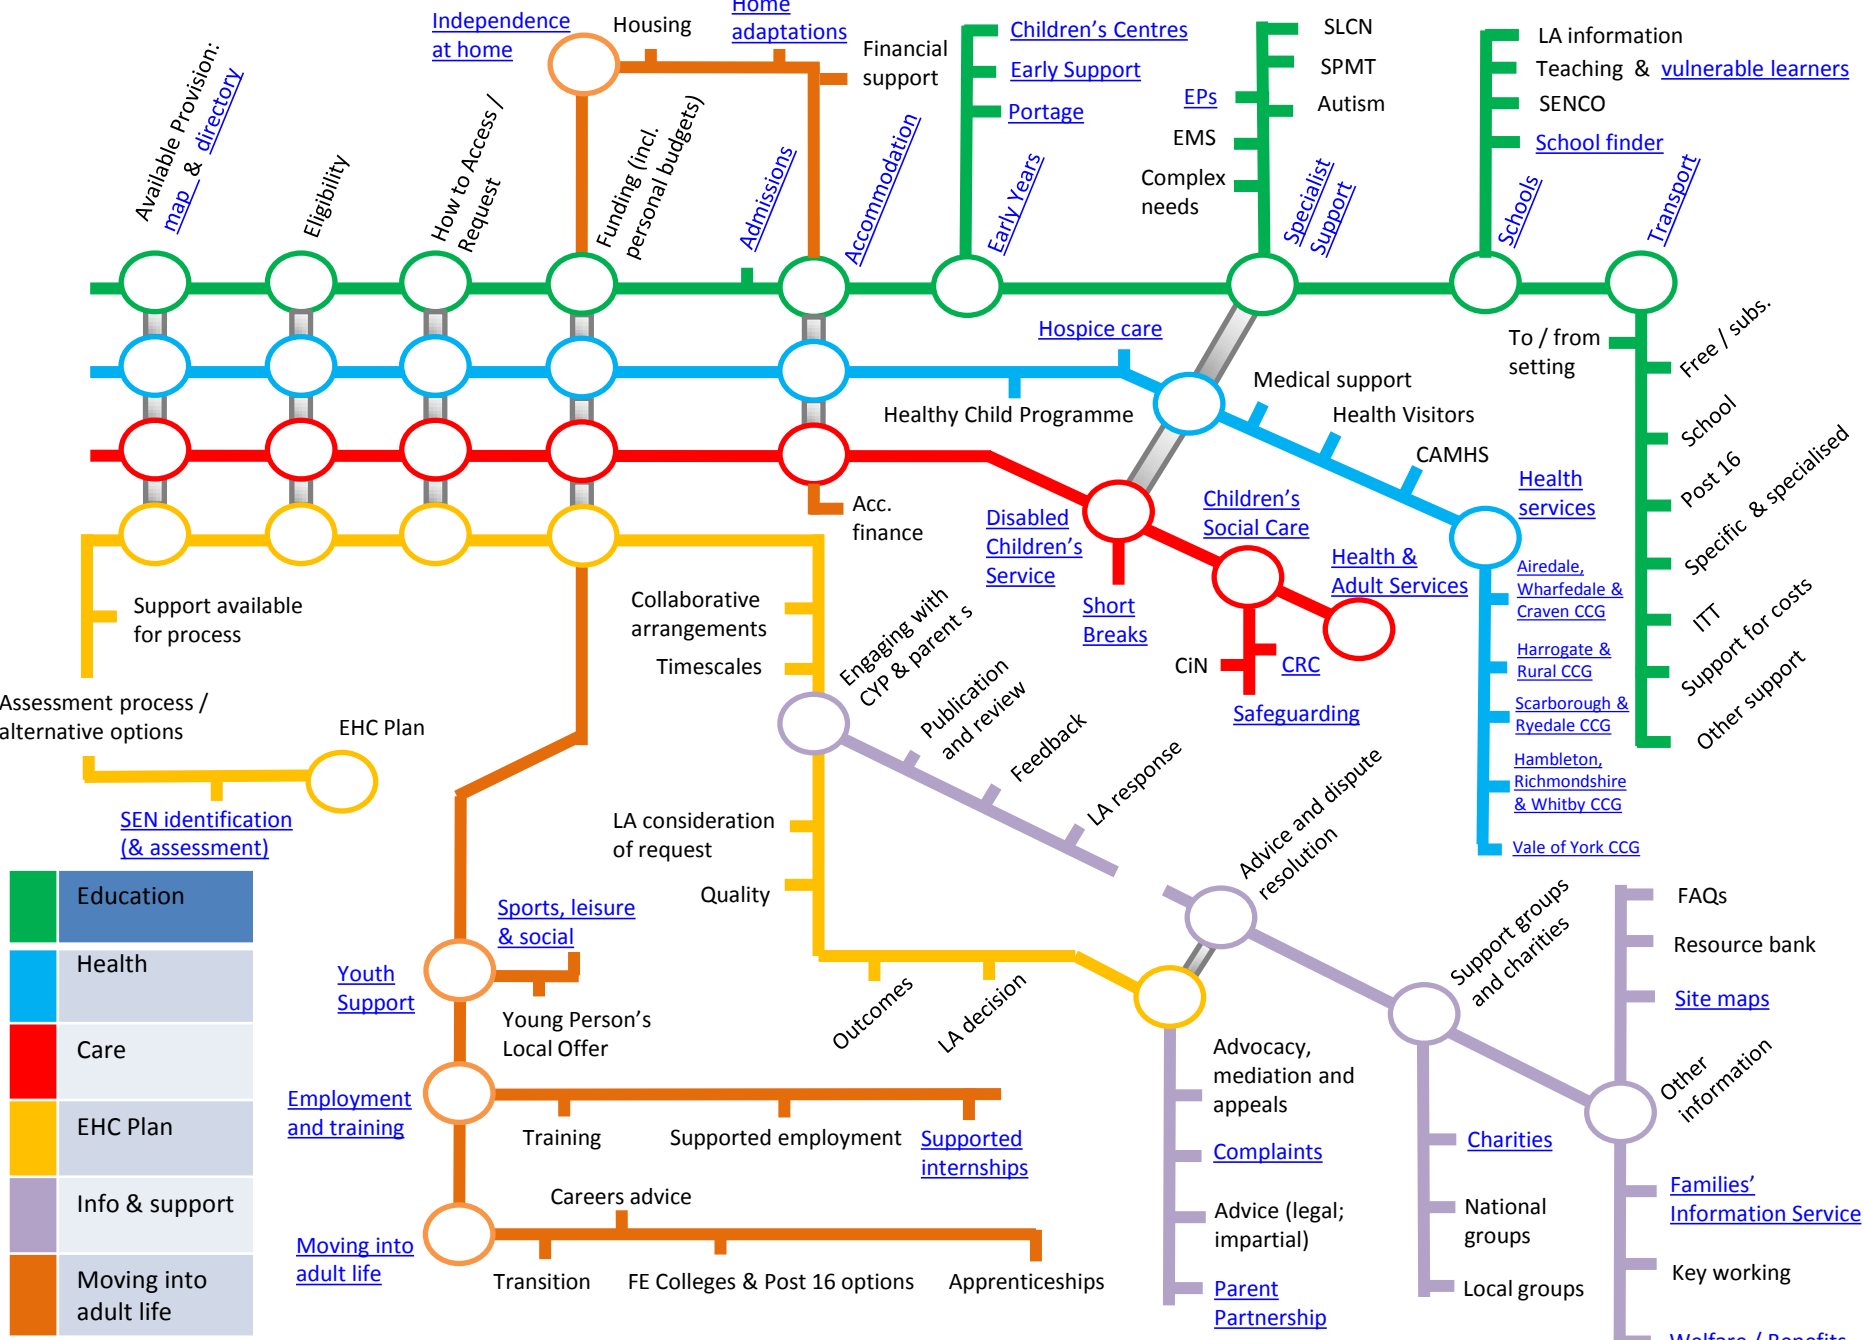 Independence
at home
Housing
Home
adaptations
Financial
support
Children's Centres
Early Support
Portage
SLCN
SPMT
EPs
Autism
EMS
Complex
needs
LA information
Teaching & vulnerable learners
SENCO
School finder
Available Provision:
map & directory
Eligibility
How to Access /
Request
Funding (incl.
personal budgets)
Admissions
Accommodation
Early Years
Specialist
Support
Schools
Transport
Hospice care
Healthy Child Programme
Medical support
Health Visitors
CAMHS
Health
services
To / from
setting
Free / subs.
School
Post 16
Specific & specialised
ITT
Support for costs
Other support
Acc.
finance
Disabled
Children's
Service
Short
Breaks
Children's
Social Care
Health &
Adult Services
CiN
CRC
Safeguarding
Airedale,
Wharfedale &
Craven CCG
Harrogate &
Rural CCG
Scarborough &
Ryedale CCG
Hambleton,
Richmondshire
& Whitby CCG
Vale of York CCG
Support available
for process
Assessment process /
alternative options
EHC Plan
SEN identification
(& assessment)
Collaborative
arrangements
Timescales
Engaging with
CYP & parent s
Publication
and review
Feedback
LA response
LA consideration
of request
Quality
Outcomes
LA decision
Advice and dispute
resolution
Support groups
and charities
Other
information
FAQs
Resource bank
Site maps
Education
Health
Care
EHC Plan
Info & support
Moving into
adult life
Sports, leisure
& social
Youth
Support
Young Person's
Local Offer
Employment
and training
Training
Supported employment
Supported
internships
Careers advice
Moving into
adult life
Transition
FE Colleges & Post 16 options
Apprenticeships
Advocacy,
mediation and
appeals
Complaints
Advice (legal;
impartial)
Parent
Partnership
Charities
National
groups
Local groups
Families'
Information Service
Key working
Welfare / Benefits